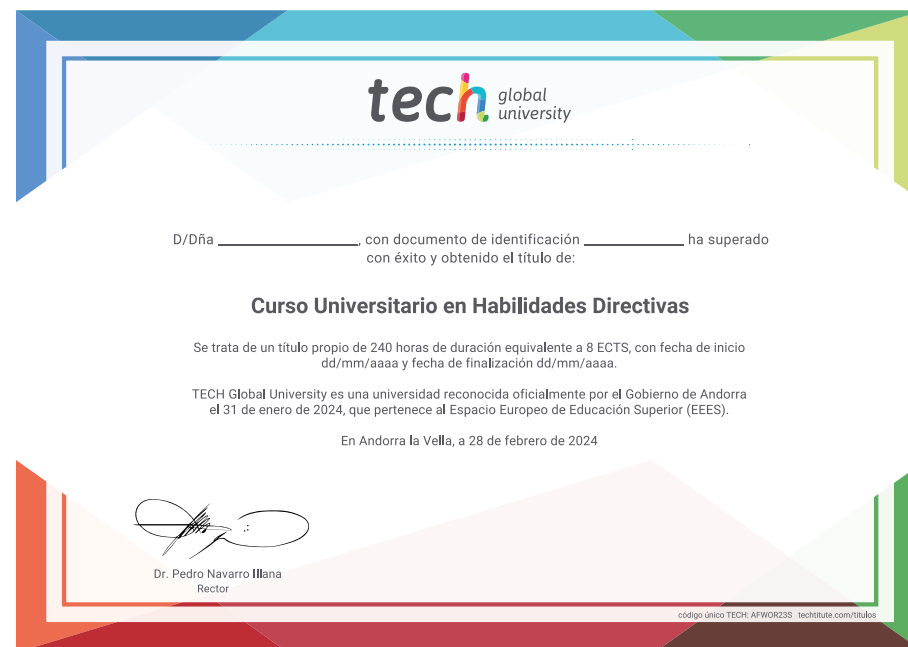 tech global university
D/Dña ____________________, con documento de identificación ______________ ha superado
con éxito y obtenido el título de:
Curso Universitario en Habilidades Directivas
Se trata de un título propio de 240 horas de duración equivalente a 8 ECTS, con fecha de inicio
dd/mm/aaaa y fecha de finalización dd/mm/aaaa.
TECH Global University es una universidad reconocida oficialmente por el Gobierno de Andorra
el 31 de enero de 2024, que pertenece al Espacio Europeo de Educación Superior (EEES).
En Andorra la Vella, a 28 de febrero de 2024
Dr. Pedro Navarro Illana
Rector
código único TECH: AFWOR23S techtitute.com/titulos